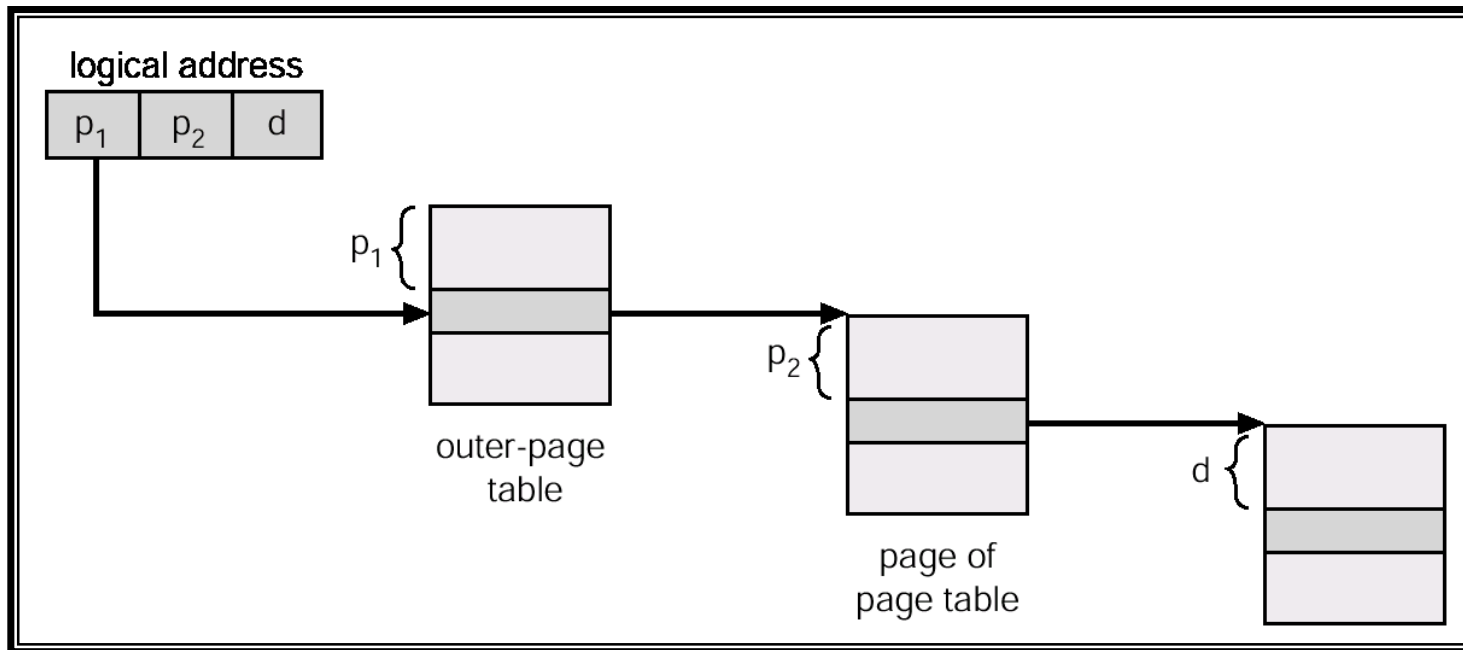 logical address
p₁ p₂ d
p₁
outer-page
table
p₂
page of
page table
d